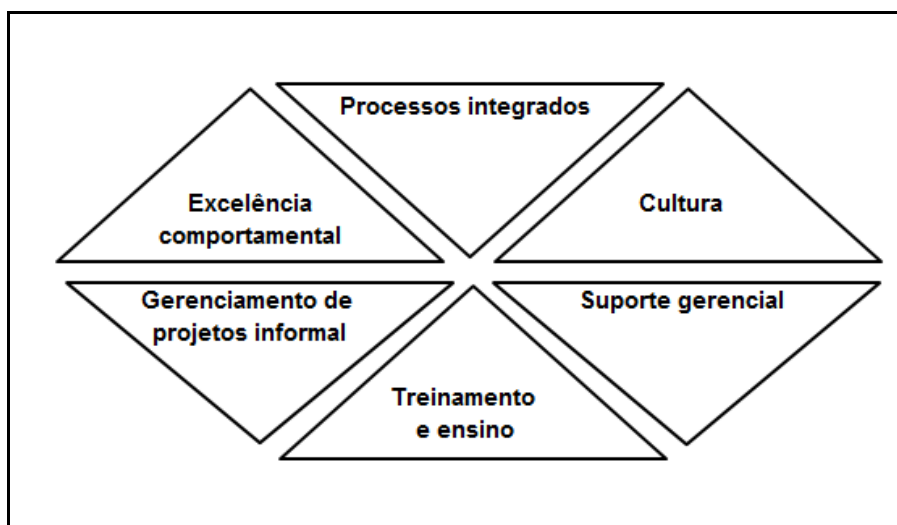 Processos integrados
Excelência
comportamental
Cultura
Gerenciamento de
projetos informal
Suporte gerencial
Treinamento
e ensino